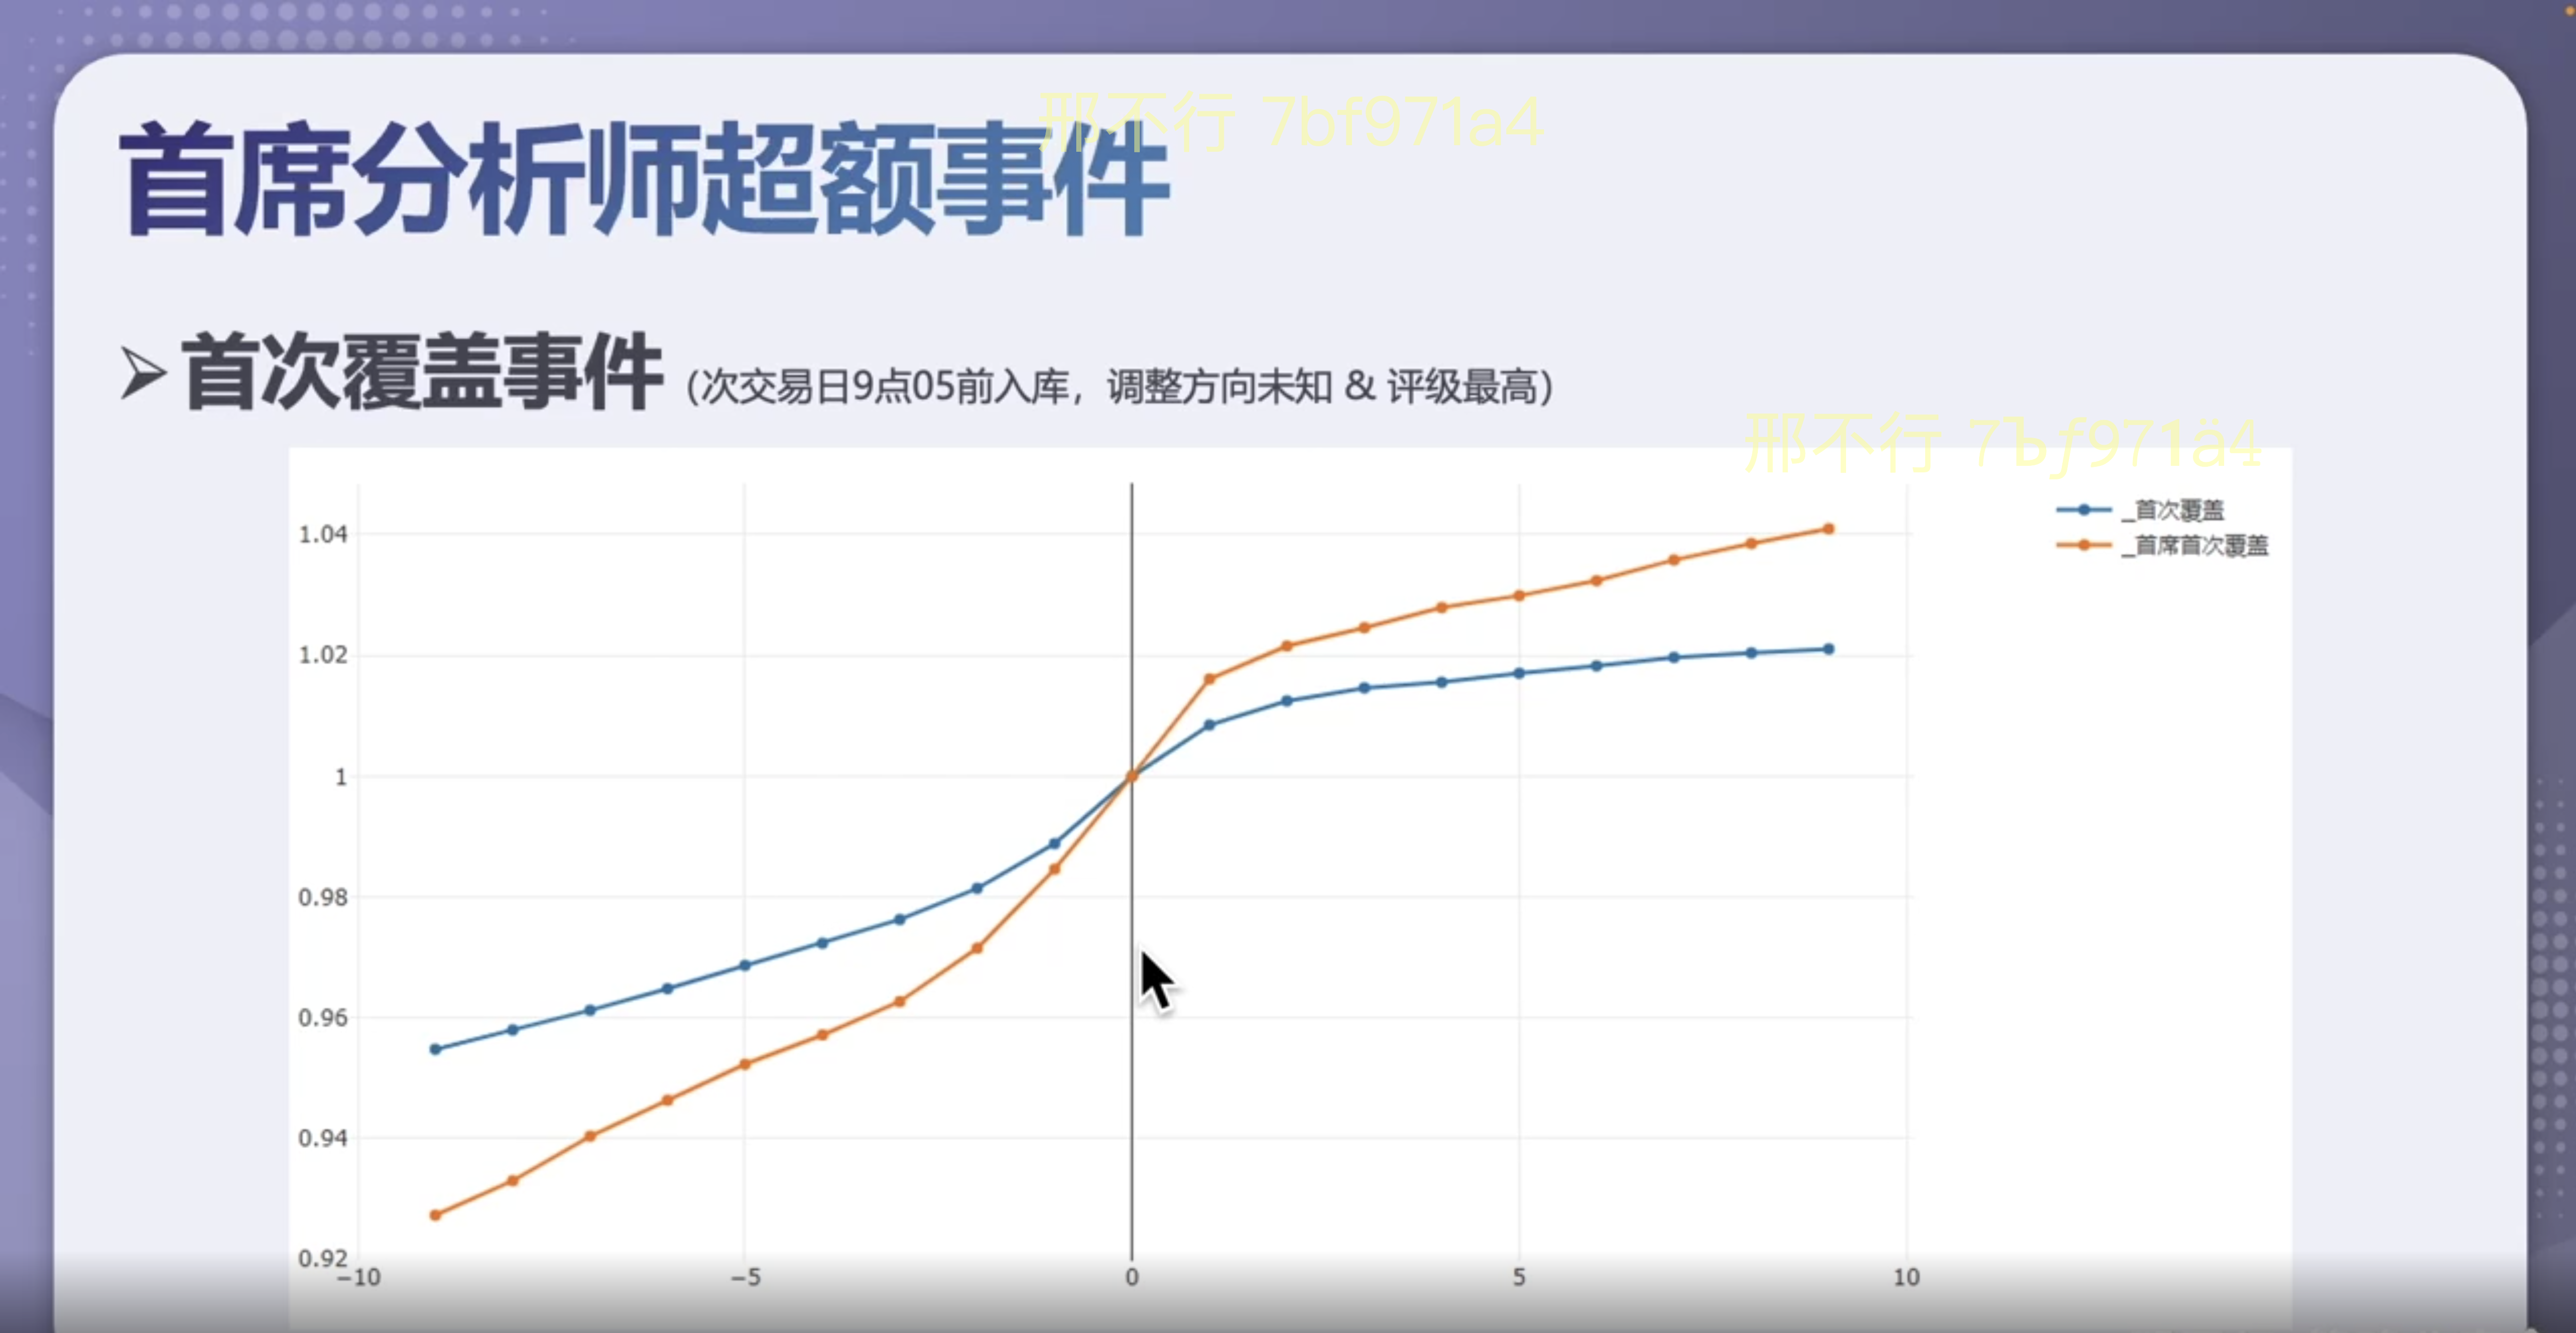 首席分析师超额事件
邢不行 7bf971a4
➢首次覆盖事件 (次交易日9点05前入库，调整方向未知 & 评级最高)
邢不行 7bf971a4
_首次覆盖
_首席首次覆盖
1.04
1.02
1
0.98
0.96
0.94
0.92
−10 −5 0 5 10